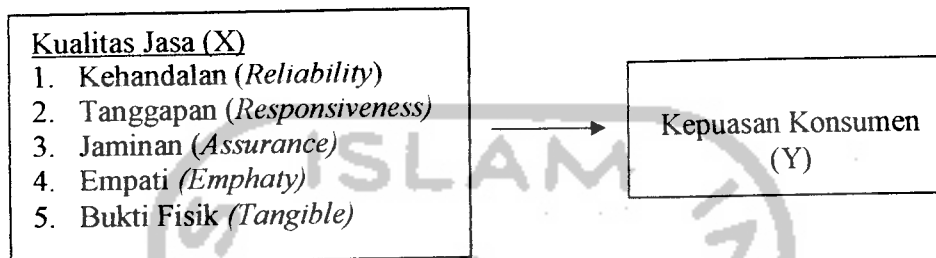 Kualitas Jasa (X)
1. Kehandalan (Reliability)
2. Tanggapan (Responsiveness)
3. Jaminan (Assurance)
4. Empati (Emphaty)
5. Bukti Fisik (Tangible)
Kepuasan Konsumen
(Y)
ISLAM